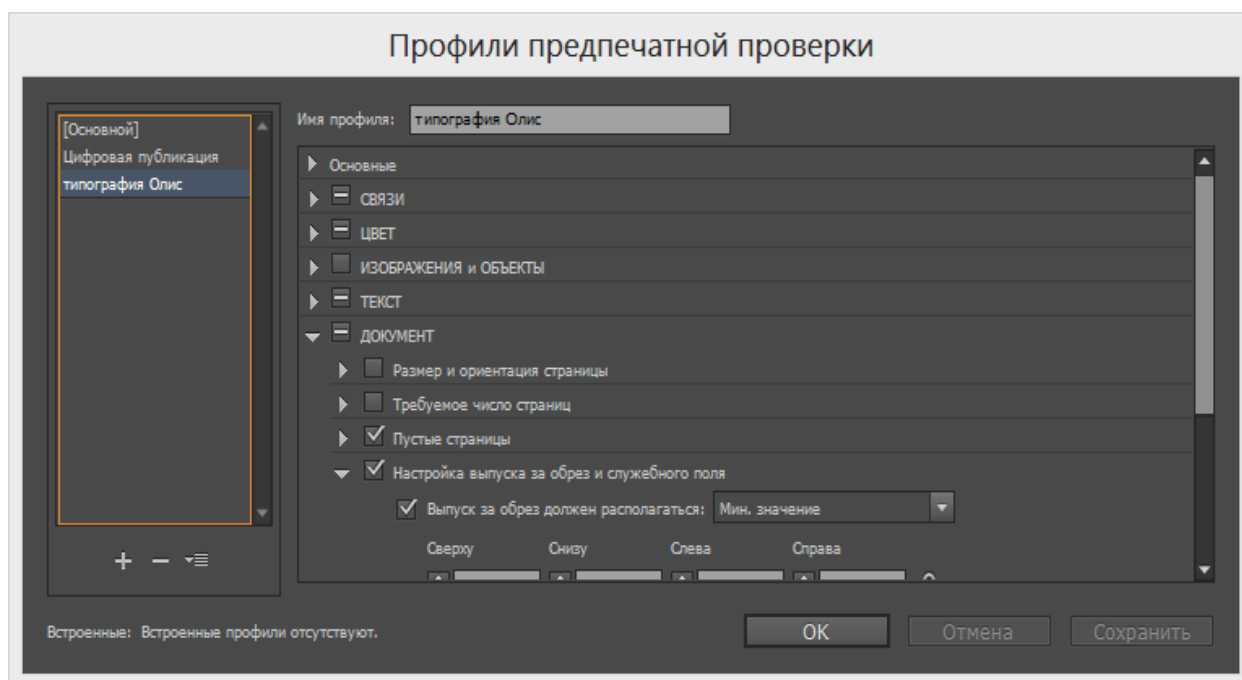 Профили предпечатной проверки
[Основной]
Цифровая публикация
типография Олис
Имя профиля: типография Олис
Основные
СВЯЗИ
ЦВЕТ
ИЗОБРАЖЕНИЯ и ОБЪЕКТЫ
ТЕКСТ
ДОКУМЕНТ
Размер и ориентация страницы
Требуемое число страниц
Пустые страницы
Настройка выпуска за обрез и служебного поля
Выпуск за обрез должен располагаться: Мин. значение
Сверху Снизу Слева Справа
Встроенные: Встроенные профили отсутствуют.
OK Отмена Сохранить